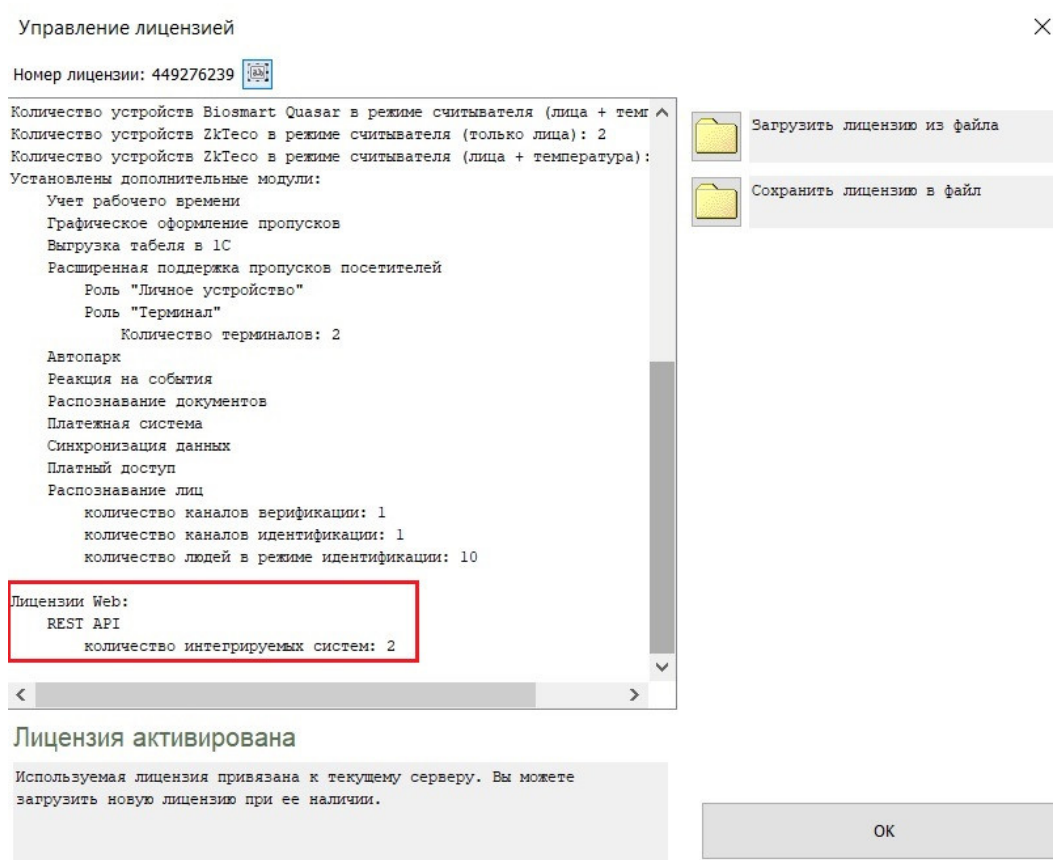 Управление лицензией
Номер лицензии: 449276239
Количество устройств Biosmart Quasar в режиме считывателя (лица +
Количество устройств ZkTeco в режиме считывателя (только лица): 2
Количество устройств ZkTeco в режиме считывателя (лица + температура):
Установлены дополнительные модули:
Учет рабочего времени
Графическое оформление пропусков
Выгрузка табеля в 1С
Расширенная поддержка пропусков посетителей
Роль "Личное устройство"
Роль "Терминал"
Количество терминалов: 2
Автопарк
Реакция на события
Распознавание документов
Платежная система
Синхронизация данных
Платный доступ
Распознавание лиц
количество каналов верификации: 1
количество каналов идентификации: 1
количество людей в режиме идентификации: 10
Лицензии Web:
REST API
количество интегрируемых систем: 2
Загрузить лицензию из файла
Сохранить лицензию в файл
Лицензия активирована
Используемая лицензия привязана к текущему серверу. Вы можете
загрузить новую лицензию при ее наличии.
OK